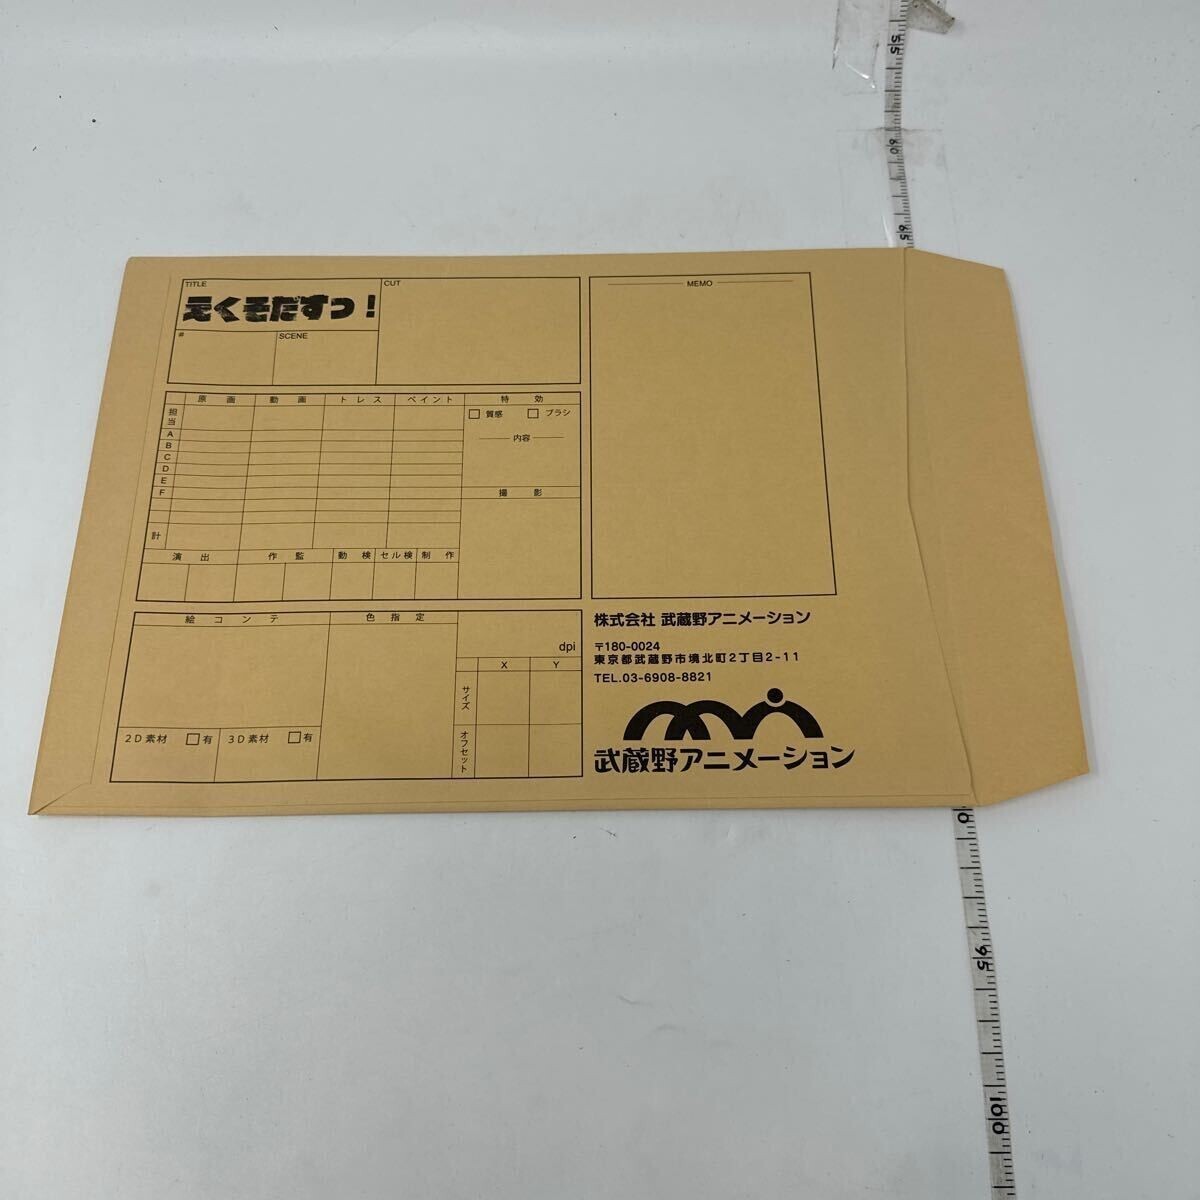 TITLE
えくそだすっ!
CUT
#
SCENE
MEMO
原画 動画 トレス ペイント 特効
担当
質感 ブラシ
A
内容
B
C
D
E
F
撮影
計
演出 作監 動検 セル検 制作
絵コンテ 色指定
dpi
X Y
サイズ
オフセット
2D素材 有 3D素材 有
株式会社 武蔵野アニメーション
〒180-0024
東京都武蔵野市境北町2丁目2-11
TEL.03-6908-8821
武蔵野アニメーション
55
60
65
95
100